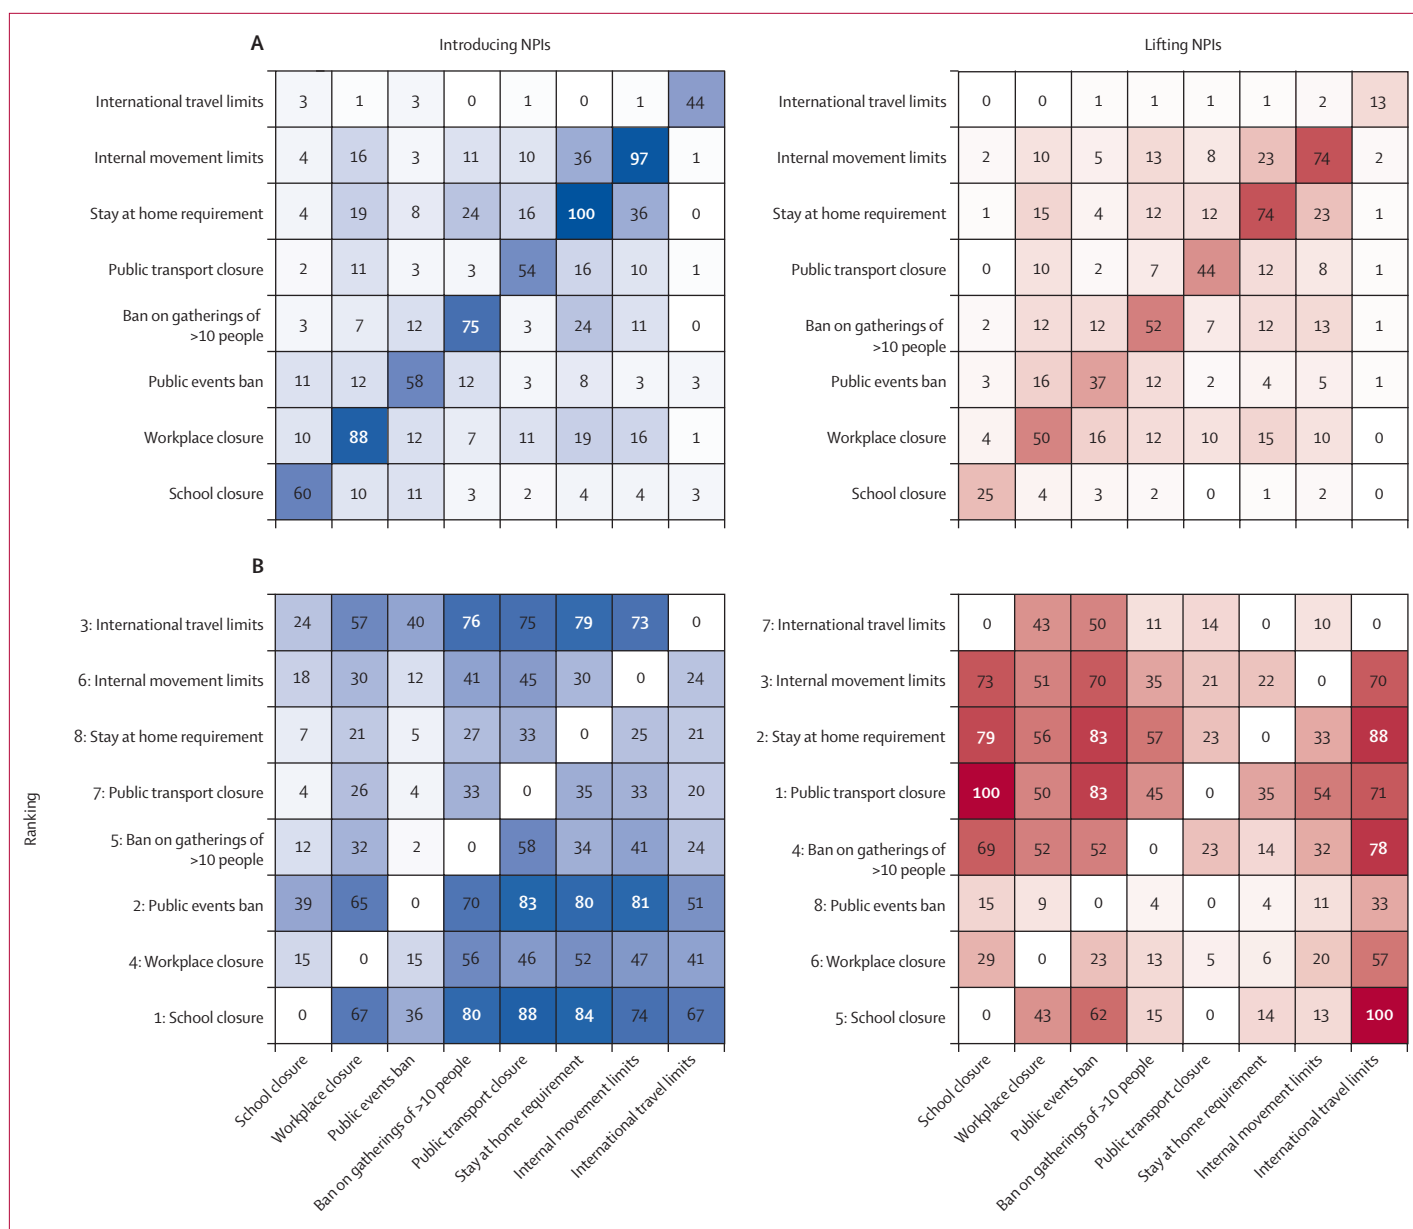 A
Introducing NPIs
Lifting NPIs
International travel limits 3 1 3 0 1 0 1 44
Internal movement limits 4 16 3 11 10 36 97 1
Stay at home requirement 4 19 8 24 16 100 36 0
Public transport closure 2 11 3 3 54 16 10 1
Ban on gatherings of
>10 people 3 7 12 75 3 24 11 0
Public events ban 11 12 58 12 3 8 3 3
Workplace closure 10 88 12 7 11 19 16 1
School closure 60 10 11 3 2 4 4 3
International travel limits 0 0 1 1 1 1 2 13
Internal movement limits 2 10 5 13 8 23 74 2
Stay at home requirement 1 15 4 12 12 74 23 1
Public transport closure 0 10 2 7 44 12 8 1
Ban on gatherings of
>10 people 2 12 12 52 7 12 13 1
Public events ban 3 16 37 12 2 4 5 1
Workplace closure 4 50 16 12 10 15 10 0
School closure 25 4 3 2 0 1 2 0
B
Ranking
3: International travel limits 24 57 40 76 75 79 73 0
6: Internal movement limits 18 30 12 41 45 30 0 24
8: Stay at home requirement 7 21 5 27 33 0 25 21
7: Public transport closure 4 26 4 33 0 35 33 20
5: Ban on gatherings of
>10 people 12 32 2 0 58 34 41 24
2: Public events ban 39 65 0 70 83 80 81 51
4: Workplace closure 15 0 15 56 46 52 47 41
1: School closure 0 67 36 80 88 84 74 67
School closure
Workplace closure
Public events ban
Ban on gatherings of >10 people
Public transport closure
Stay at home requirement
Internal movement limits
International travel limits
7: International travel limits 0 43 50 11 14 0 10 0
3: Internal movement limits 73 51 70 35 21 22 0 70
2: Stay at home requirement 79 56 83 57 23 0 33 88
1: Public transport closure 100 50 83 45 0 35 54 71
4: Ban on gatherings of
>10 people 69 52 52 0 23 14 32 78
8: Public events ban 15 9 0 4 0 4 11 33
6: Workplace closure 29 0 23 13 5 6 20 57
5: School closure 0 43 62 15 0 14 13 100
School closure
Workplace closure
Public events ban
Ban on gatherings of >10 people
Public transport closure
Stay at home requirement
Internal movement limits
International travel limits